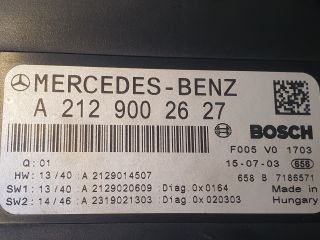 MERCEDES-BENZ
A 212 900 26 27
BOSCH
F005 V0 1703
Q: 01
15-07-03 658
HW: 13/40 A 2129014507
658 B 7186571
SW1: 13/40 A 2129020609 Diag.0x0164
Made in
SW2: 14/46 A 2319021303 Diag.0x020303
Hungary